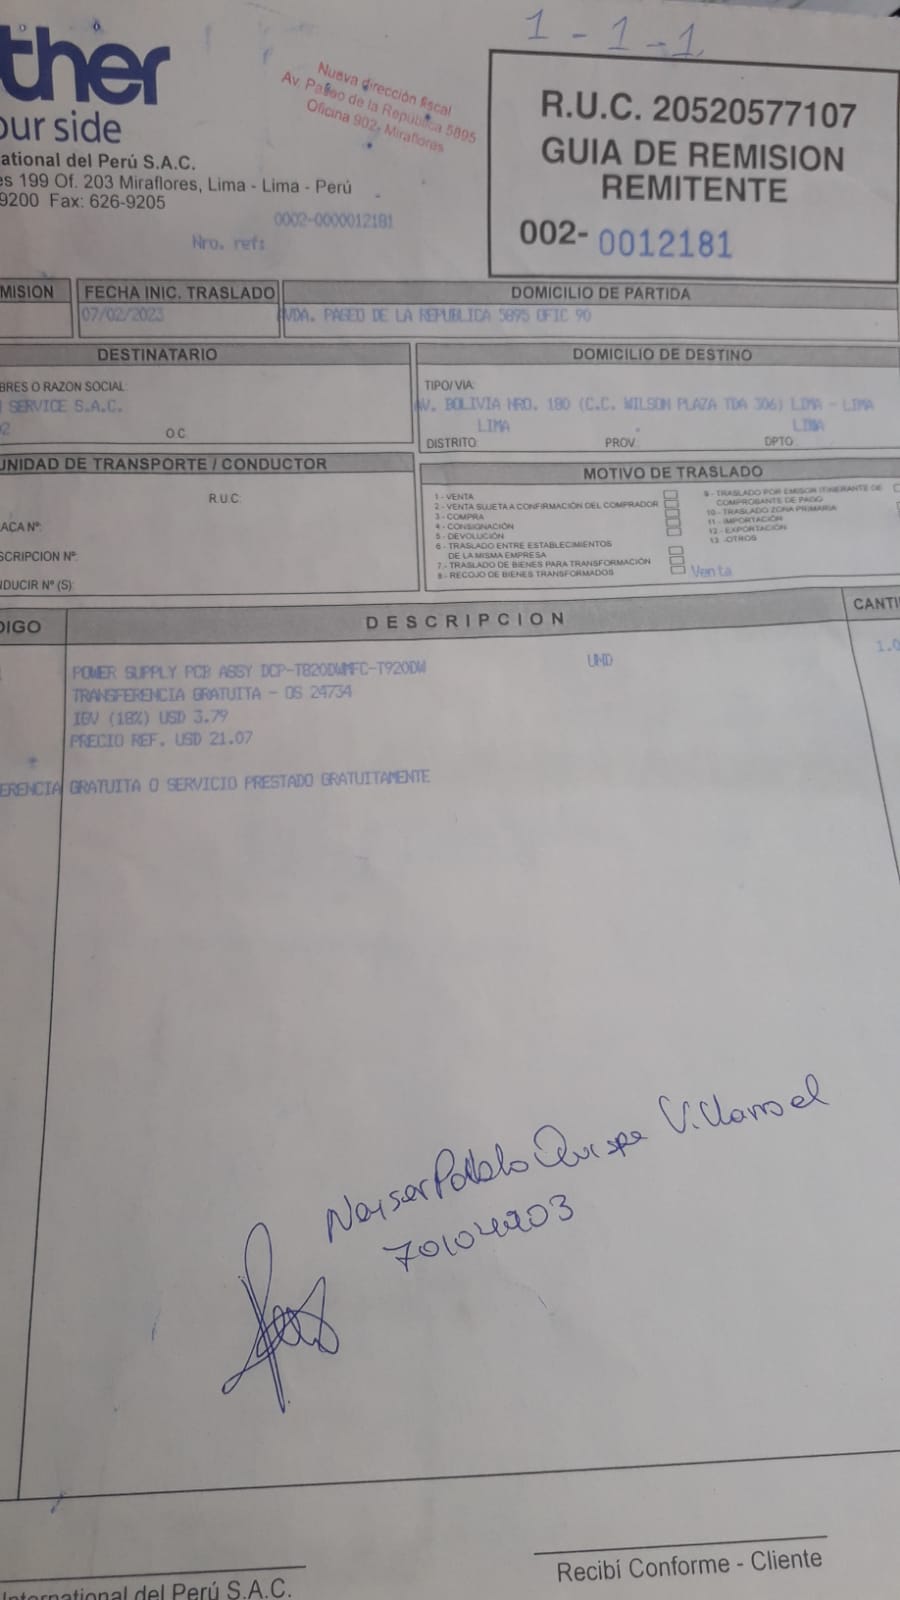 1 - 1 - 1
ther
our side
Nueva dirección fiscal
Av. Paseo de la República 5895
Oficina 902- Miraflores
ational del Perú S.A.C.
es 199 Of. 203 Miraflores, Lima - Lima - Perú
9200 Fax: 626-9205
0002-0000012181
Nro. ref:
R.U.C. 20520577107
GUIA DE REMISION
REMITENTE
002- 0012181
MISION
FECHA INIC. TRASLADO
DOMICILIO DE PARTIDA
07/02/2023
VDA. PASEO DE LA REPUBLICA 5895 OFIC 90
DESTINATARIO
DOMICILIO DE DESTINO
BRES O RAZON SOCIAL:
SERVICE S.A.C.
2
O.C.
TIPO/VIA:
AV. BOLIVIA NRO. 180 (C.C. WILSON PLAZA TDA 306) LIMA - LIMA
LIMA LIMA
DISTRITO: PROV.: DPTO.:
UNIDAD DE TRANSPORTE / CONDUCTOR
MOTIVO DE TRASLADO
R.U.C.
ACA Nº:
SCRIPCION Nº:
NDUCIR Nº (S):
1 - VENTA
2 - VENTA SUJETA A CONFIRMACIÓN DEL COMPRADOR
3 - COMPRA
4 - CONSIGNACIÓN
5 - DEVOLUCIÓN
6 - TRASLADO ENTRE ESTABLECIMIENTOS
DE LA MISMA EMPRESA
7 - TRASLADO DE BIENES PARA TRANSFORMACIÓN
8 - RECOJO DE BIENES TRANSFORMADOS
9 - TRASLADO POR EMISOR ITINERANTE DE
COMPROBANTE DE PAGO
10 - TRASLADO ZONA PRIMARIA
11 - IMPORTACIÓN
12 - EXPORTACIÓN
13 - OTROS
Venta
DIGO
DESCRIPCION
CANTI
POWER SUPPLY PCB ASSY DCP-T820DWMFC-T920DW UND 1.0
TRANSFERENCIA GRATUITA - OS 24734
IGV (18%) USD 3.79
PRECIO REF. USD 21.07
ERENCIA GRATUITA O SERVICIO PRESTADO GRATUITAMENTE
Quispe Villarroel
International del Perú S.A.C.
Recibí Conforme - Cliente